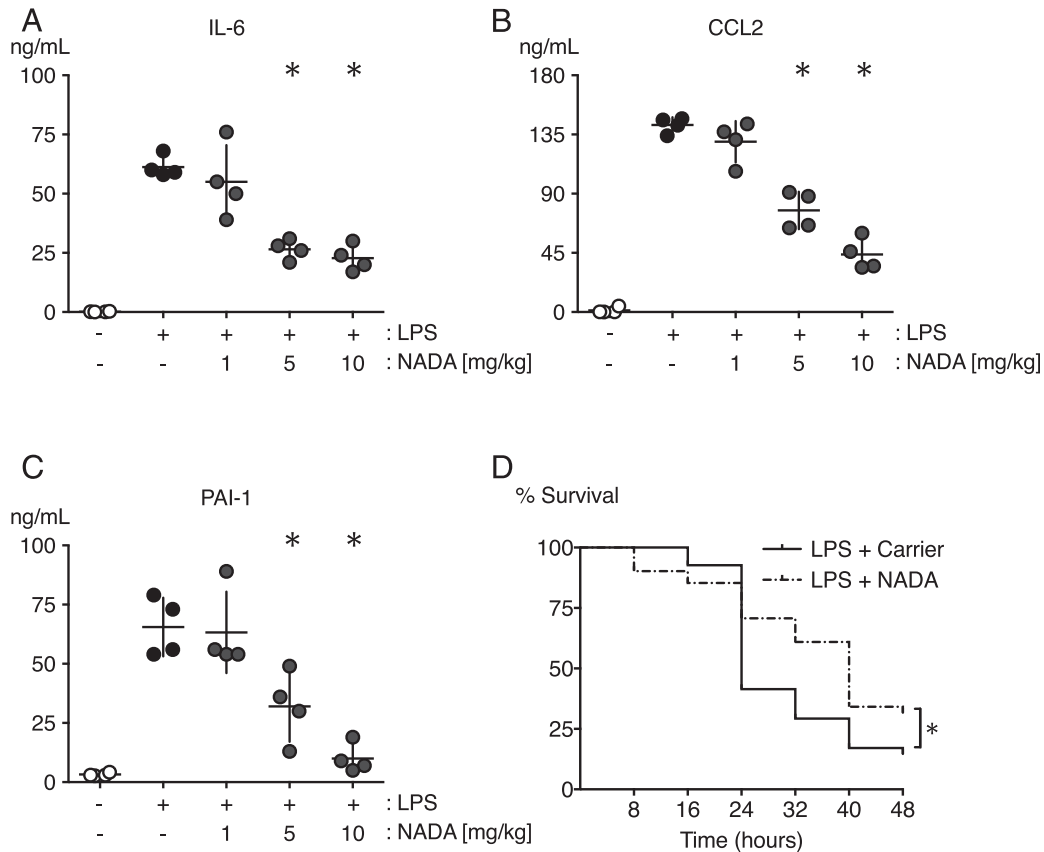 A
IL-6
ng/mL
* *
100
75
50
25
0
- + + + + : LPS
- - 1 5 10 : NADA [mg/kg]
B
CCL2
ng/mL
* *
180
135
90
45
0
- + + + + : LPS
- - 1 5 10 : NADA [mg/kg]
C
PAI-1
ng/mL
* *
100
75
50
25
0
- + + + + : LPS
- - 1 5 10 : NADA [mg/kg]
D
% Survival
100
75
50
25
0
LPS + Carrier
LPS + NADA
*
8 16 24 32 40 48
Time (hours)